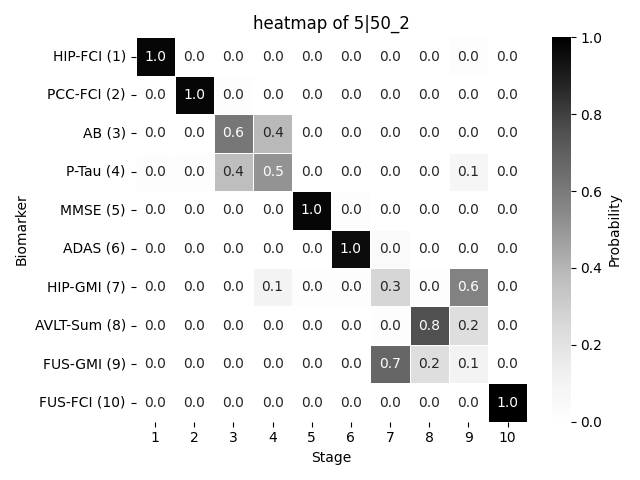 heatmap of 5|50_2
HIP-FCI (1) 1.0 0.0 0.0 0.0 0.0 0.0 0.0 0.0 0.0 0.0
PCC-FCI (2) 0.0 1.0 0.0 0.0 0.0 0.0 0.0 0.0 0.0 0.0
AB (3) 0.0 0.0 0.6 0.4 0.0 0.0 0.0 0.0 0.0 0.0
P-Tau (4) 0.0 0.0 0.4 0.5 0.0 0.0 0.0 0.0 0.1 0.0
MMSE (5) 0.0 0.0 0.0 0.0 1.0 0.0 0.0 0.0 0.0 0.0
ADAS (6) 0.0 0.0 0.0 0.0 0.0 1.0 0.0 0.0 0.0 0.0
HIP-GMI (7) 0.0 0.0 0.0 0.1 0.0 0.0 0.3 0.0 0.6 0.0
AVLT-Sum (8) 0.0 0.0 0.0 0.0 0.0 0.0 0.0 0.8 0.2 0.0
FUS-GMI (9) 0.0 0.0 0.0 0.0 0.0 0.0 0.7 0.2 0.1 0.0
FUS-FCI (10) 0.0 0.0 0.0 0.0 0.0 0.0 0.0 0.0 0.0 1.0
1 2 3 4 5 6 7 8 9 10
Stage
Biomarker
1.0
0.8
0.6
0.4
0.2
0.0
Probability